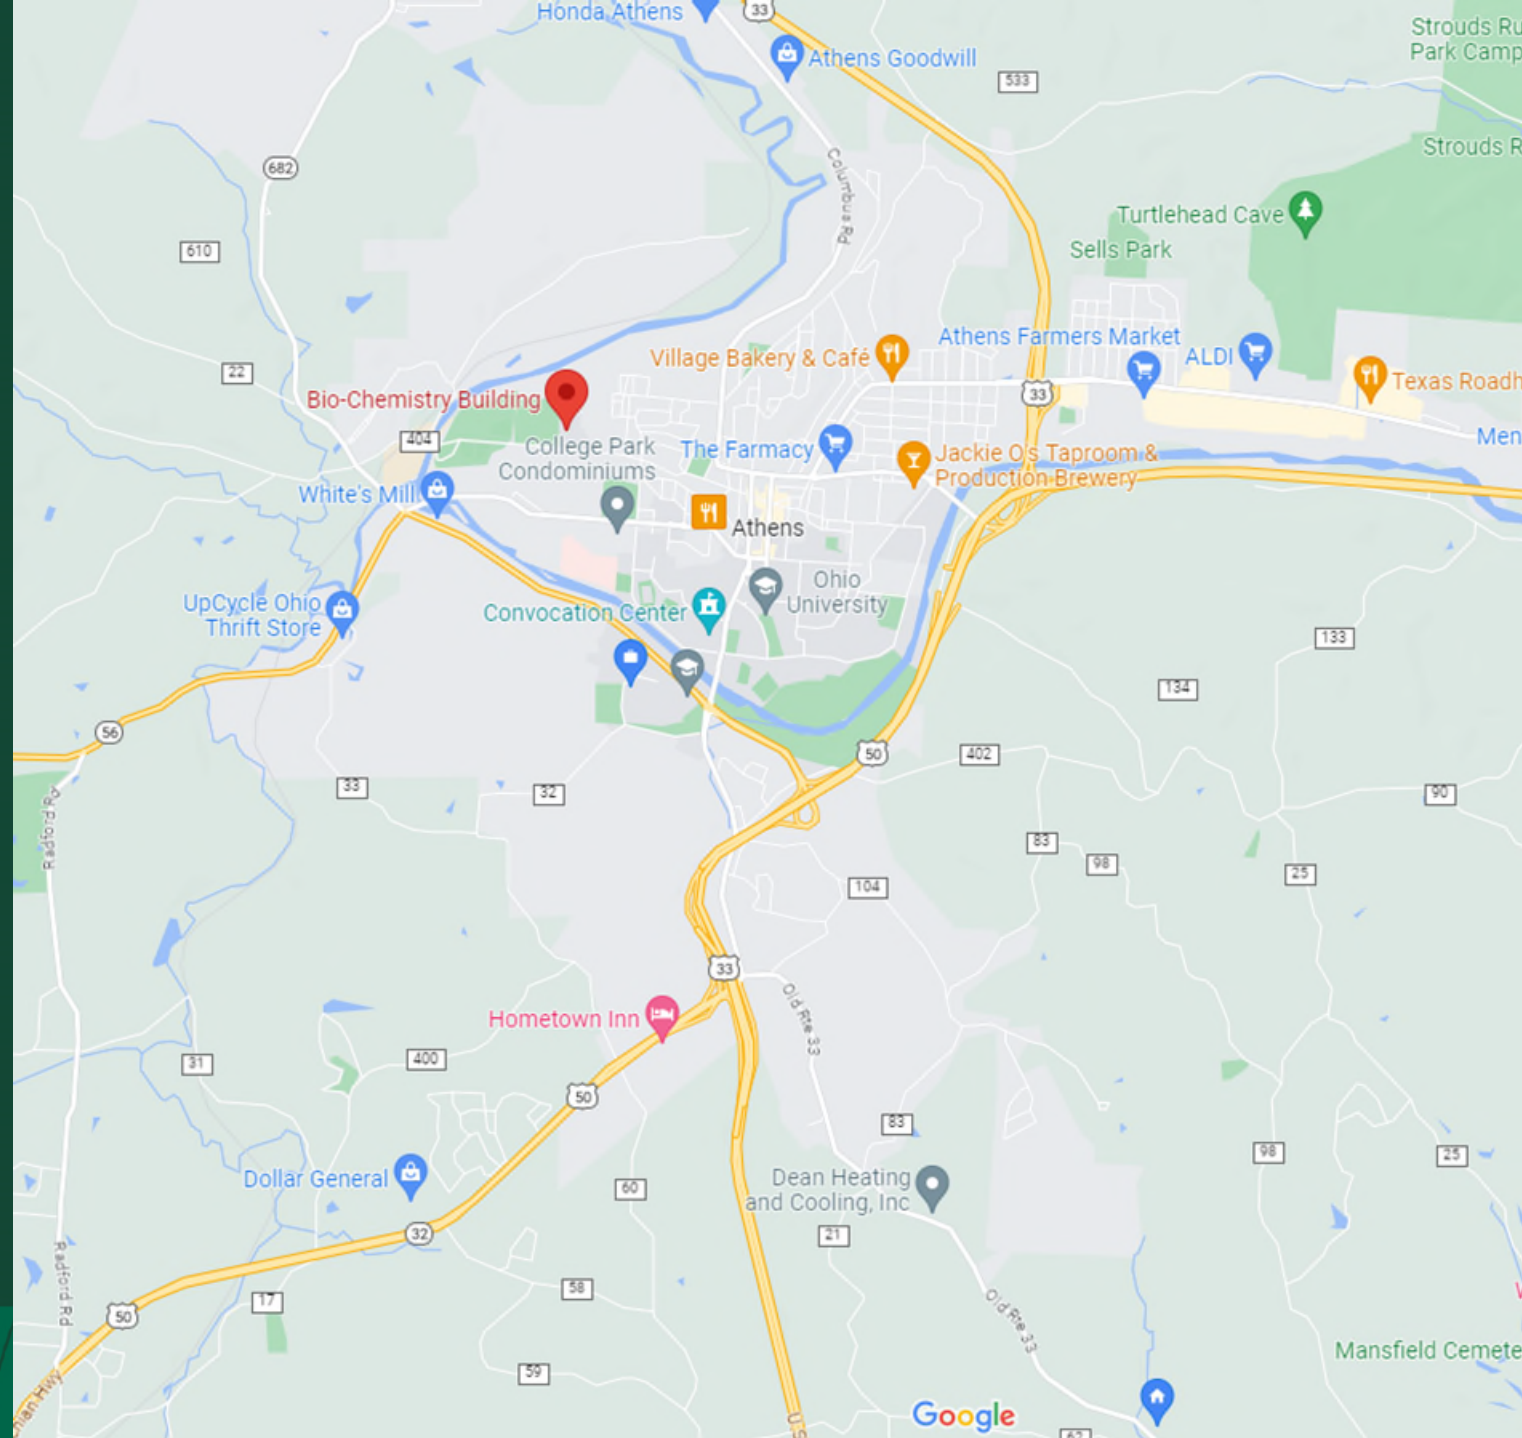 Honda Athens
33
Athens Goodwill
Strouds Ru
Park Camp
533
Strouds R
682
Columbus Rd
Turtlehead Cave
610
Sells Park
Athens Farmers Market
Village Bakery & Café
ALDI
22
Texas Roadh
33
Bio-Chemistry Building
404
College Park
Condominiums
The Farmacy
Men
Jackie O's Taproom &
Production Brewery
White's Mill
Athens
Ohio
University
UpCycle Ohio
Thrift Store
Convocation Center
133
134
56
50
402
33
32
90
Radford Rd
83
98
25
104
33
Old Rte 33
Hometown Inn
31
400
50
83
98
25
Dollar General
60
Dean Heating
and Cooling, Inc
32
21
Radford Rd
58
17
50
Old Rte 33
Mansfield Cemete
59
nian Hwy
Google
U.S
62